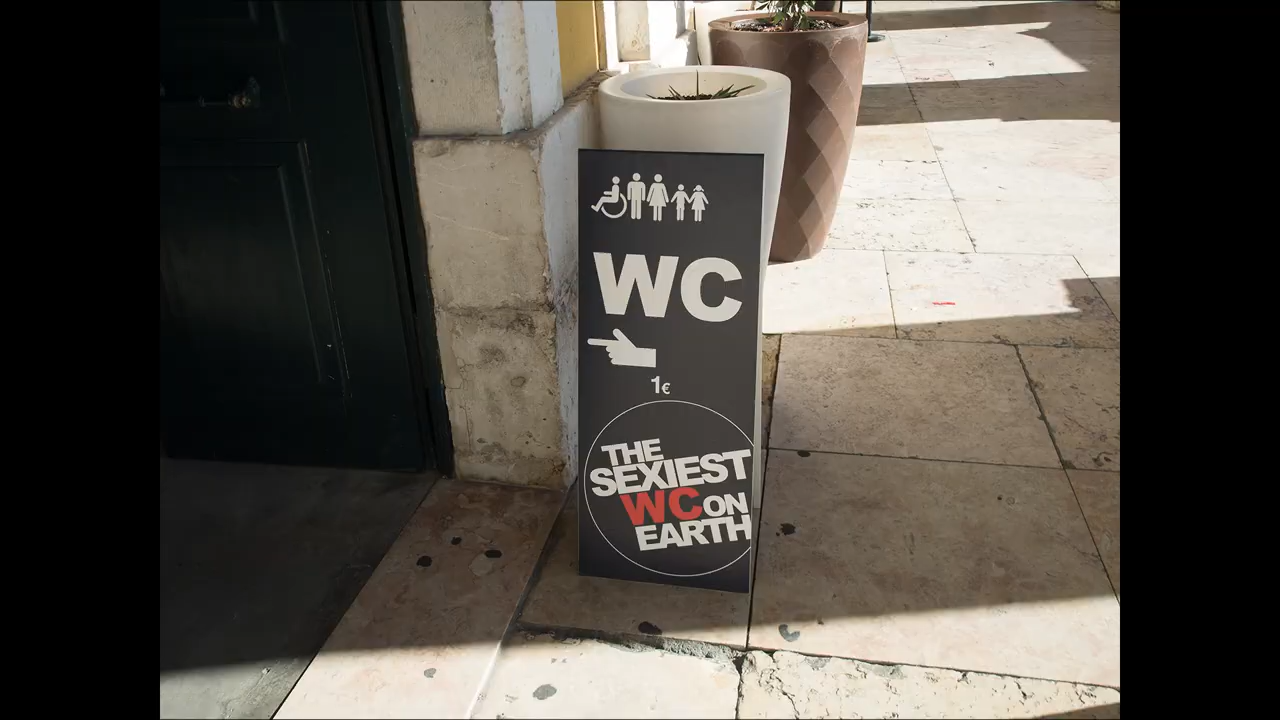 WC
1€
THE
SEXIEST
WC ON
EARTH